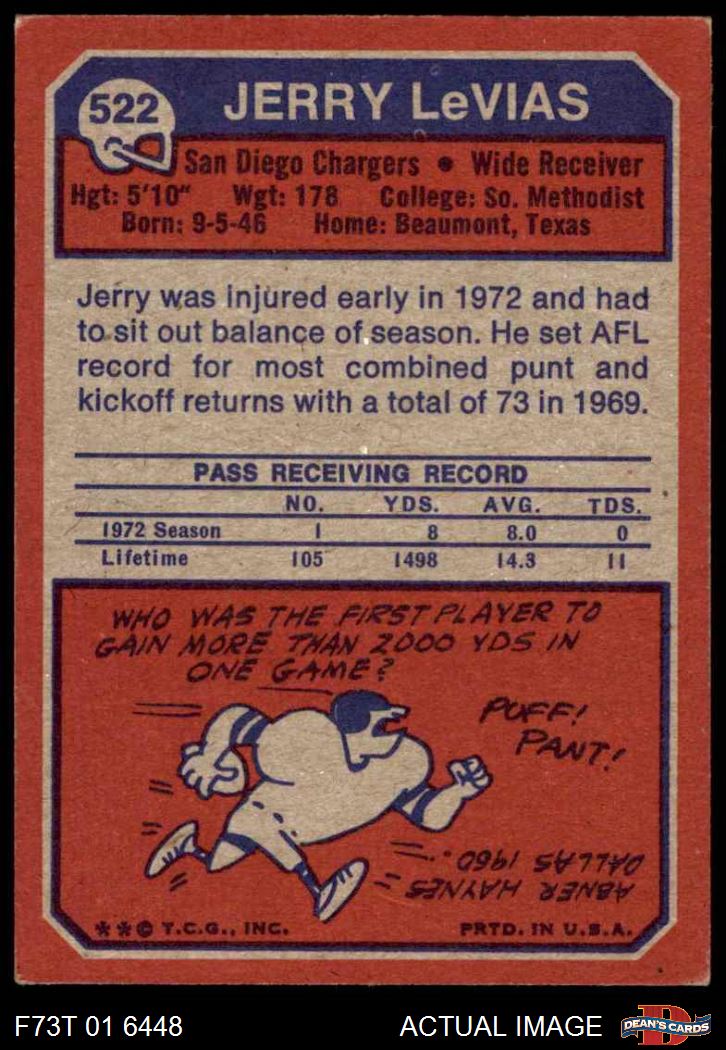 522
JERRY LeVIAS
San Diego Chargers • Wide Receiver
Hgt: 5'10" Wgt: 178 College: So. Methodist
Born: 9-5-46 Home: Beaumont, Texas
Jerry was injured early in 1972 and had
to sit out balance of season. He set AFL
record for most combined punt and
kickoff returns with a total of 73 in 1969.
PASS RECEIVING RECORD
NO. YDS. AVG. TDS.
1972 Season 1 8 8.0 0
Lifetime 105 1498 14.3 11
WHO WAS THE FIRST PLAYER TO
GAIN MORE THAN 2000 YDS IN
ONE GAME?
PUFF!
PANT!
ABNER HAYNES
DALLAS 1960
**© T.C.G., INC. PRTD. IN U.S.A.
F73T 01 6448 ACTUAL IMAGE
D
DEAN'S CARDS